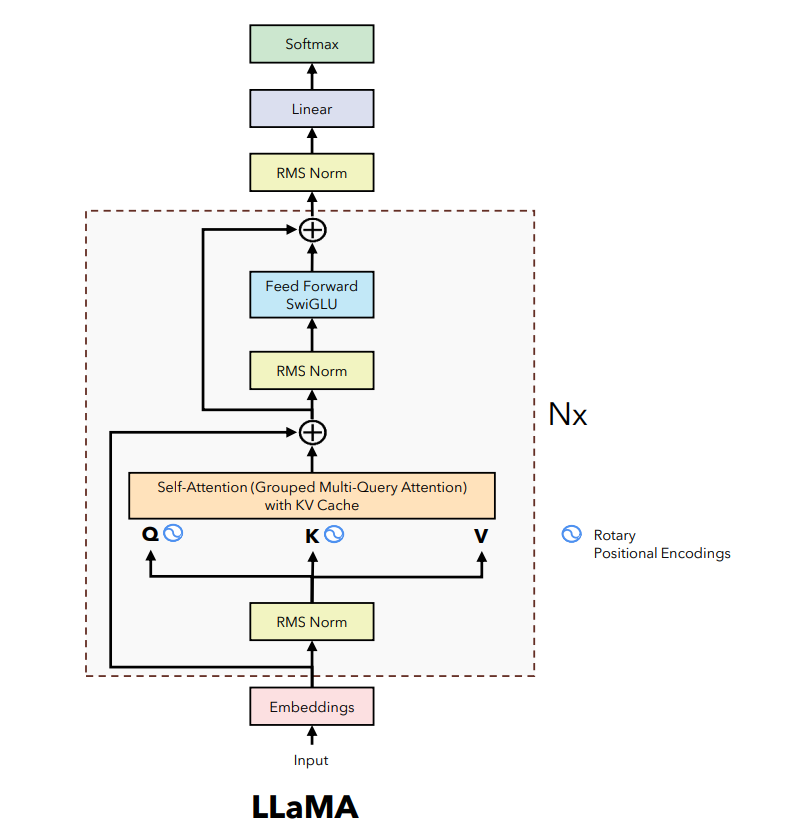 Softmax
Linear
RMS Norm
Feed Forward
SwiGLU
RMS Norm
Nx
Self-Attention (Grouped Multi-Query Attention)
with KV Cache
Q K V
Rotary
Positional Encodings
RMS Norm
Embeddings
Input
LLaMA